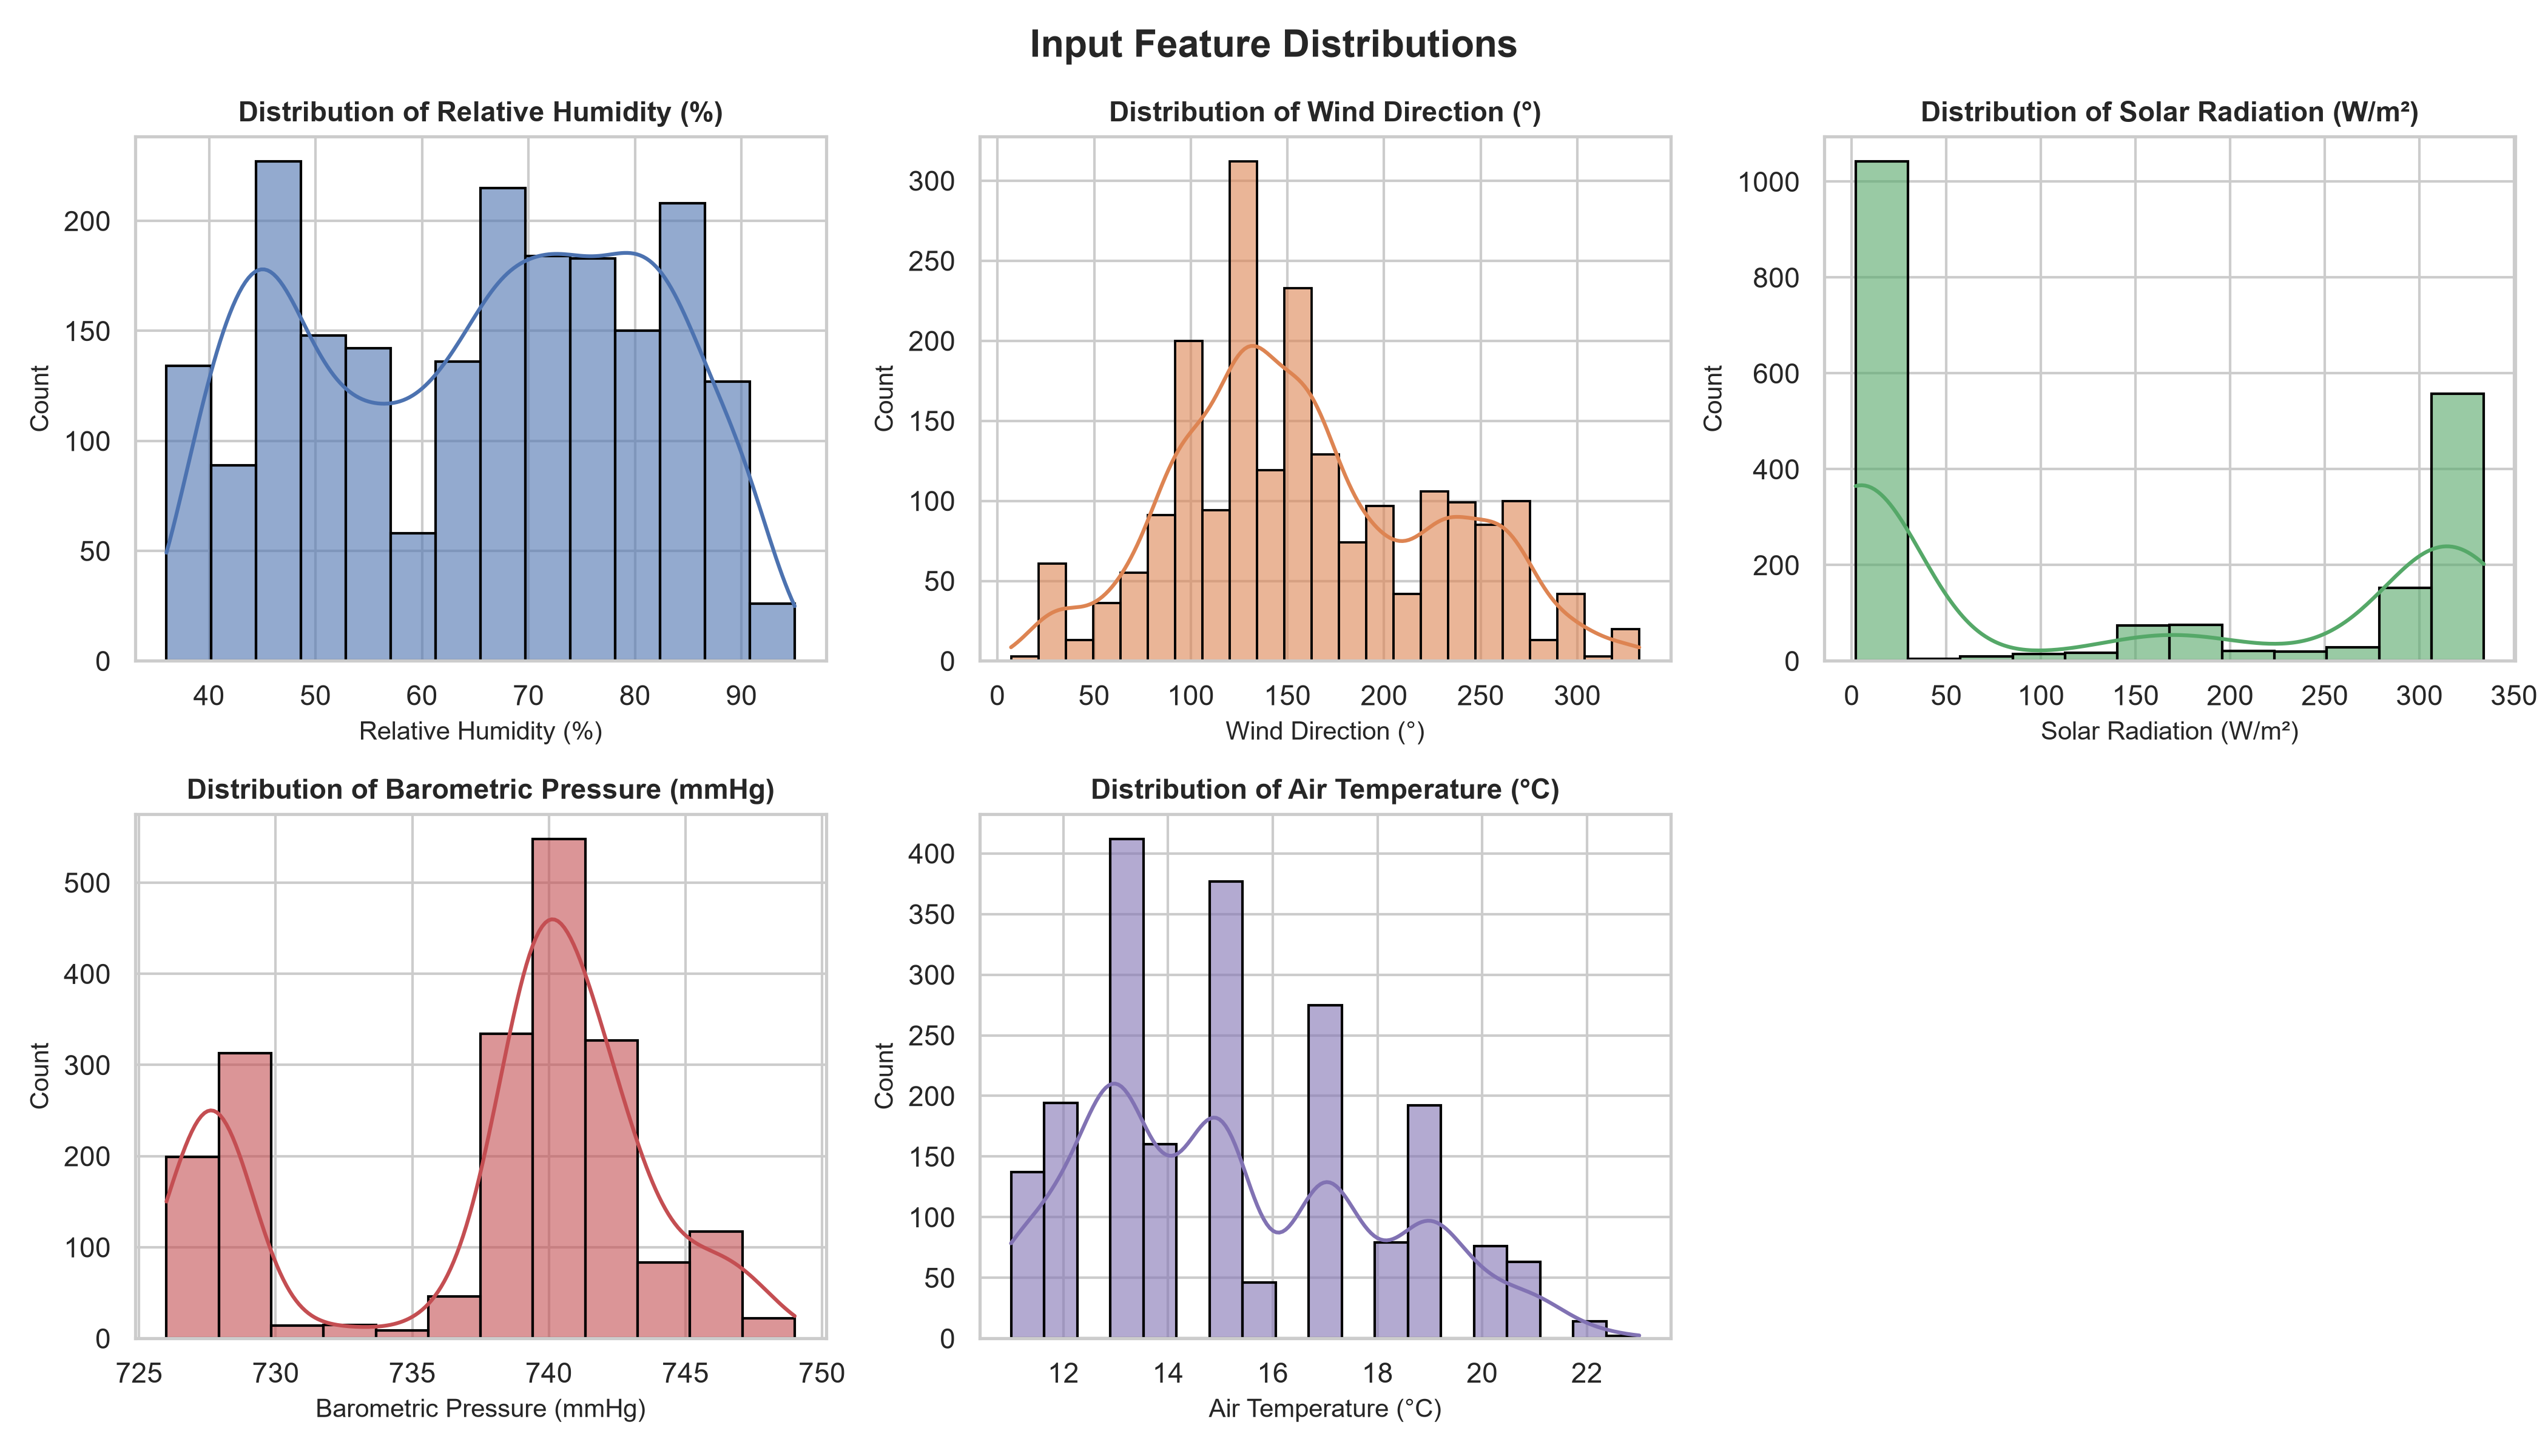 Input Feature Distributions
Distribution of Relative Humidity (%)
Count
0
50
100
150
200
40 50 60 70 80 90
Relative Humidity (%)
Distribution of Wind Direction (°)
Count
0
50
100
150
200
250
300
0 50 100 150 200 250 300
Wind Direction (°)
Distribution of Solar Radiation (W/m²)
Count
0
200
400
600
800
1000
0 50 100 150 200 250 300 350
Solar Radiation (W/m²)
Distribution of Barometric Pressure (mmHg)
Count
0
100
200
300
400
500
725 730 735 740 745 750
Barometric Pressure (mmHg)
Distribution of Air Temperature (°C)
Count
0
50
100
150
200
250
300
350
400
12 14 16 18 20 22
Air Temperature (°C)